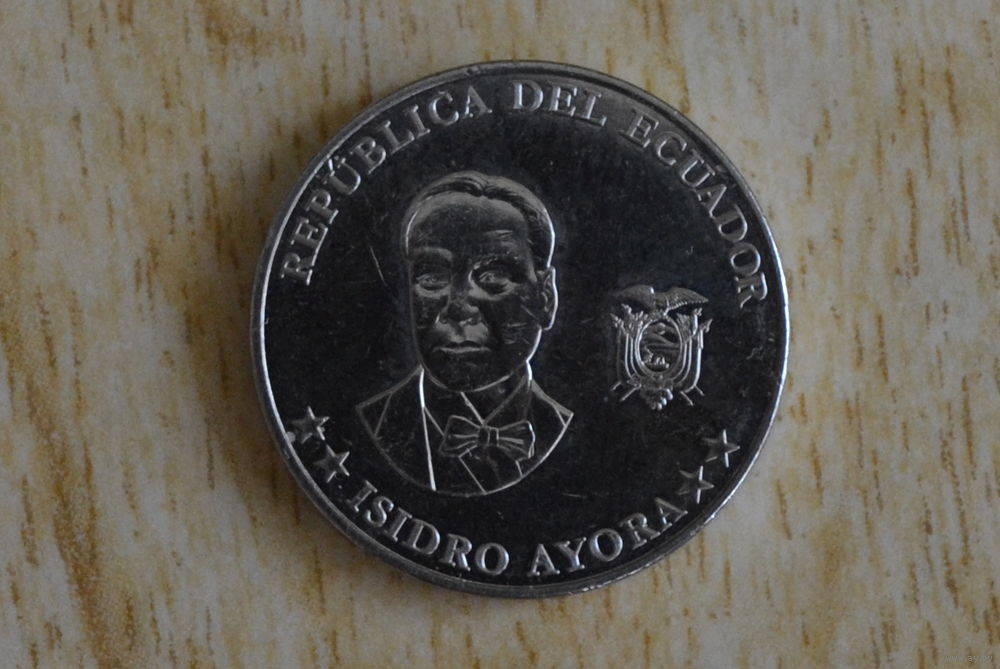 REPÚBLICA DEL ECUADOR
ISIDRO AYORA